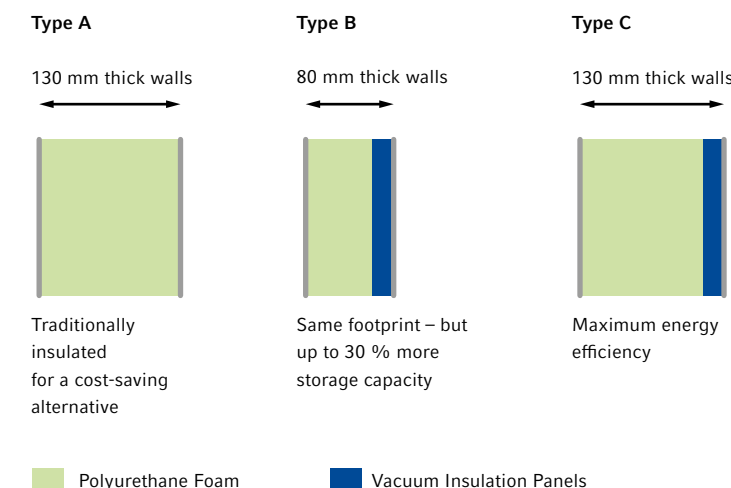 Type A
130 mm thick walls
Traditionally
insulated
for a cost-saving
alternative
Type B
80 mm thick walls
Same footprint – but
up to 30 % more
storage capacity
Type C
130 mm thick walls
Maximum energy
efficiency
Polyurethane Foam
Vacuum Insulation Panels